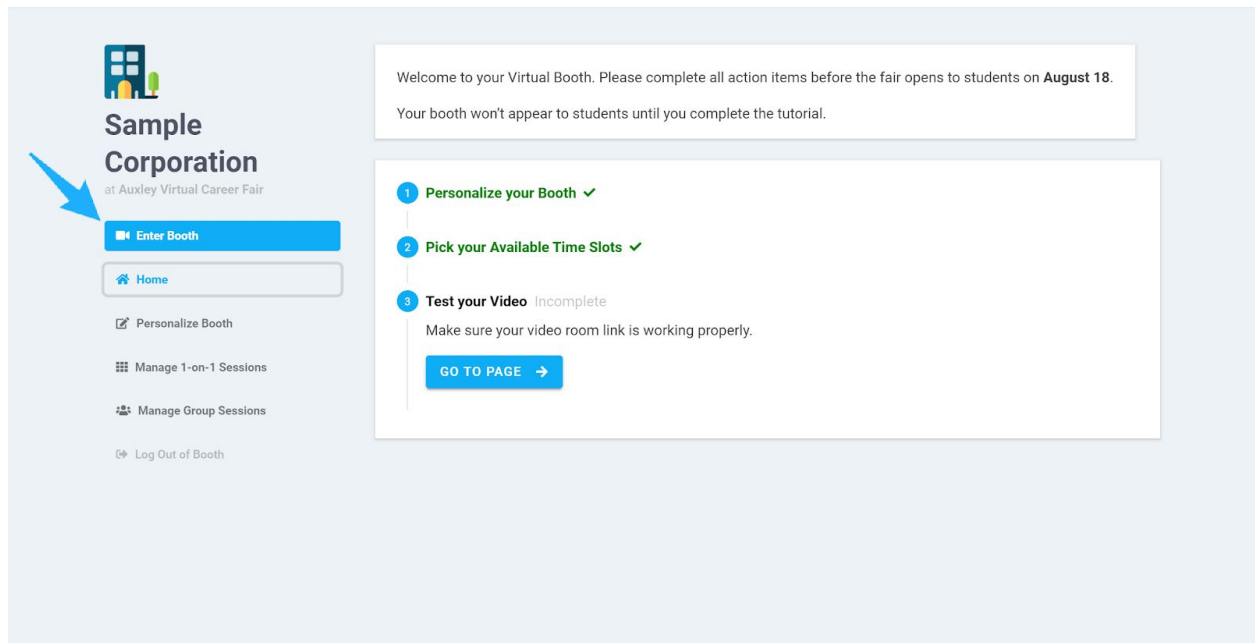 Sample
Corporation
at Auxley Virtual Career Fair
Enter Booth
Home
Personalize Booth
Manage 1-on-1 Sessions
Manage Group Sessions
Log Out of Booth
Welcome to your Virtual Booth. Please complete all action items before the fair opens to students on August 18.
Your booth won't appear to students until you complete the tutorial.
1 Personalize your Booth
2 Pick your Available Time Slots
3 Test your Video Incomplete
Make sure your video room link is working properly.
GO TO PAGE